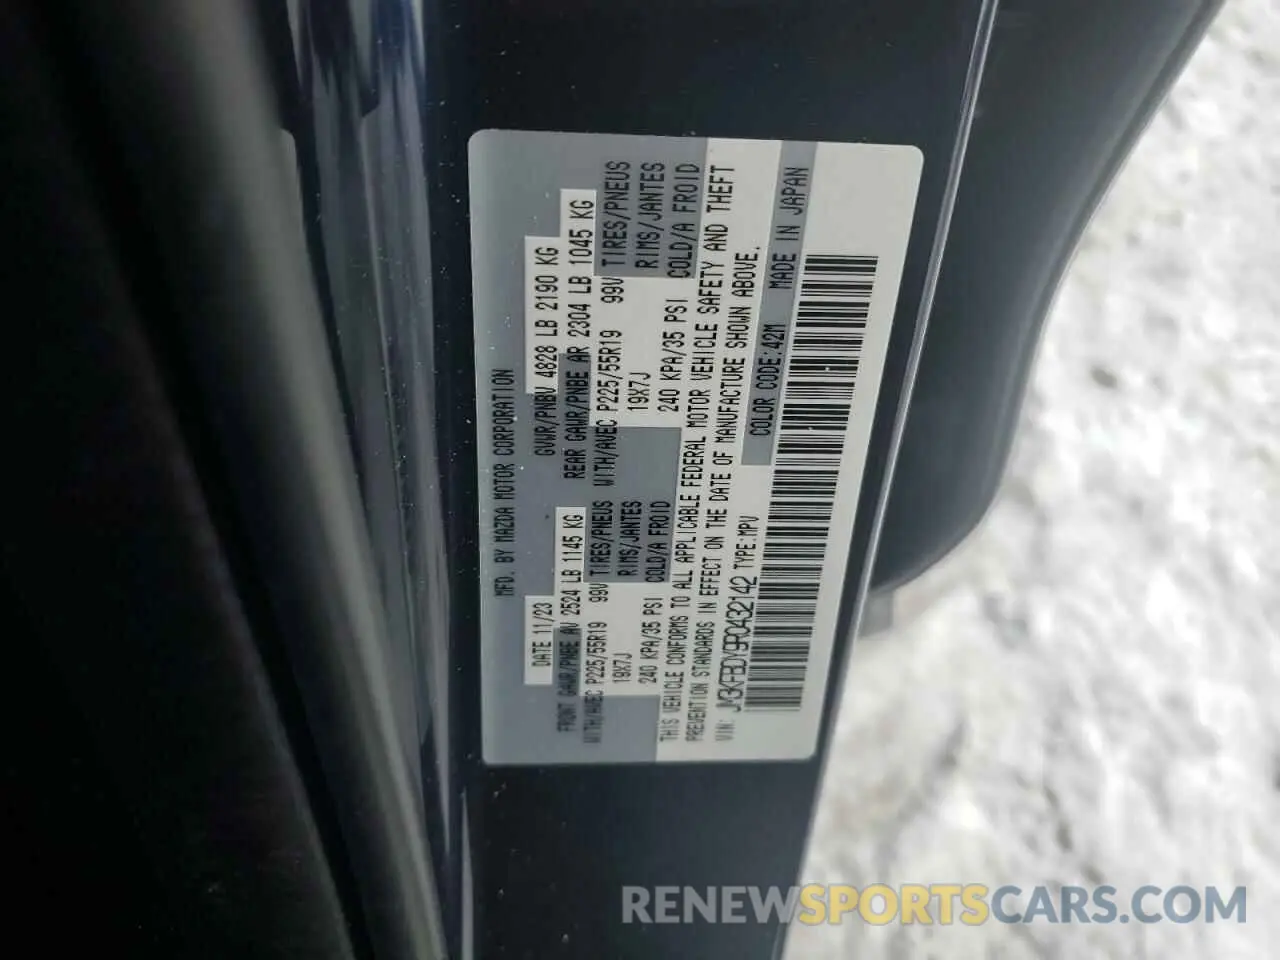 MFD. BY MAZDA MOTOR CORPORATION
DATE 11/23 GVWR/PNBV 4828 LB 2190 KG
FRONT GAWR/PNBE AV 2524 LB 1145 KG REAR GAWR/PNBE AR 2304 LB 1045 KG
WITH/AVEC P225/55R19 99V TIRES/PNEUS WITH/AVEC P225/55R19 99V TIRES/PNEUS
19X7J RIMS/JANTES 19X7J RIMS/JANTES
240 KPA/35 PSI COLD/A FROID 240 KPA/35 PSI COLD/A FROID
THIS VEHICLE CONFORMS TO ALL APPLICABLE FEDERAL MOTOR VEHICLE SAFETY AND THEFT
PREVENTION STANDARDS IN EFFECT ON THE DATE OF MANUFACTURE SHOWN ABOVE.
VIN: JM3KFBDY9R0432142 TYPE:MPV COLOR CODE:42M MADE IN JAPAN
RENEWSPORTSCARS.COM